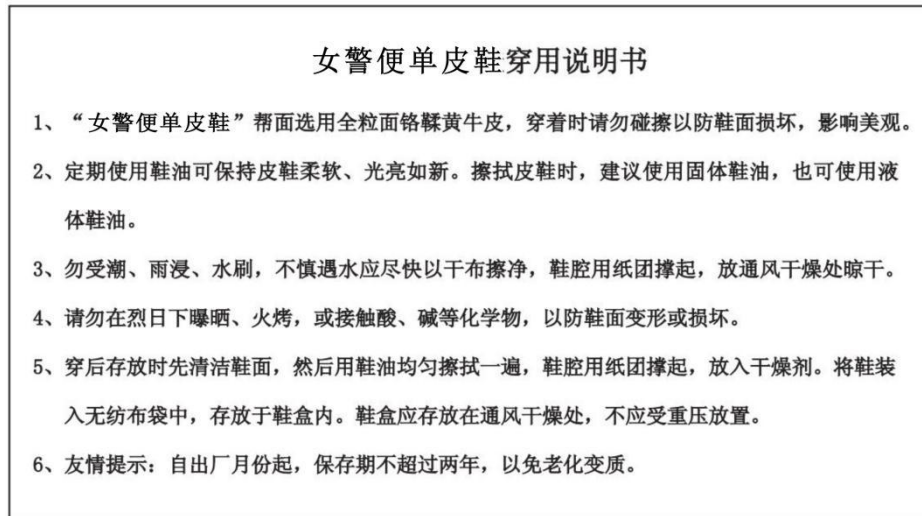 女警便单皮鞋穿用说明书
1、“女警便单皮鞋”帮面选用全粒面铬鞣黄牛皮，穿着时请勿碰擦以防鞋面损坏，影响美观。
2、定期使用鞋油可保持皮鞋柔软、光亮如新。擦拭皮鞋时，建议使用固体鞋油，也可使用液
体鞋油。
3、勿受潮、雨浸、水刷，不慎遇水应尽快以干布擦净，鞋腔用纸团撑起，放通风干燥处晾干。
4、请勿在烈日下曝晒、火烤，或接触酸、碱等化学物，以防鞋面变形或损坏。
5、穿后存放时先清洁鞋面，然后用鞋油均匀擦拭一遍，鞋腔用纸团撑起，放入干燥剂。将鞋装
入无纺布袋中，存放于鞋盒内。鞋盒应存放在通风干燥处，不应受重压放置。
6、友情提示：自出厂月份起，保存期不超过两年，以免老化变质。